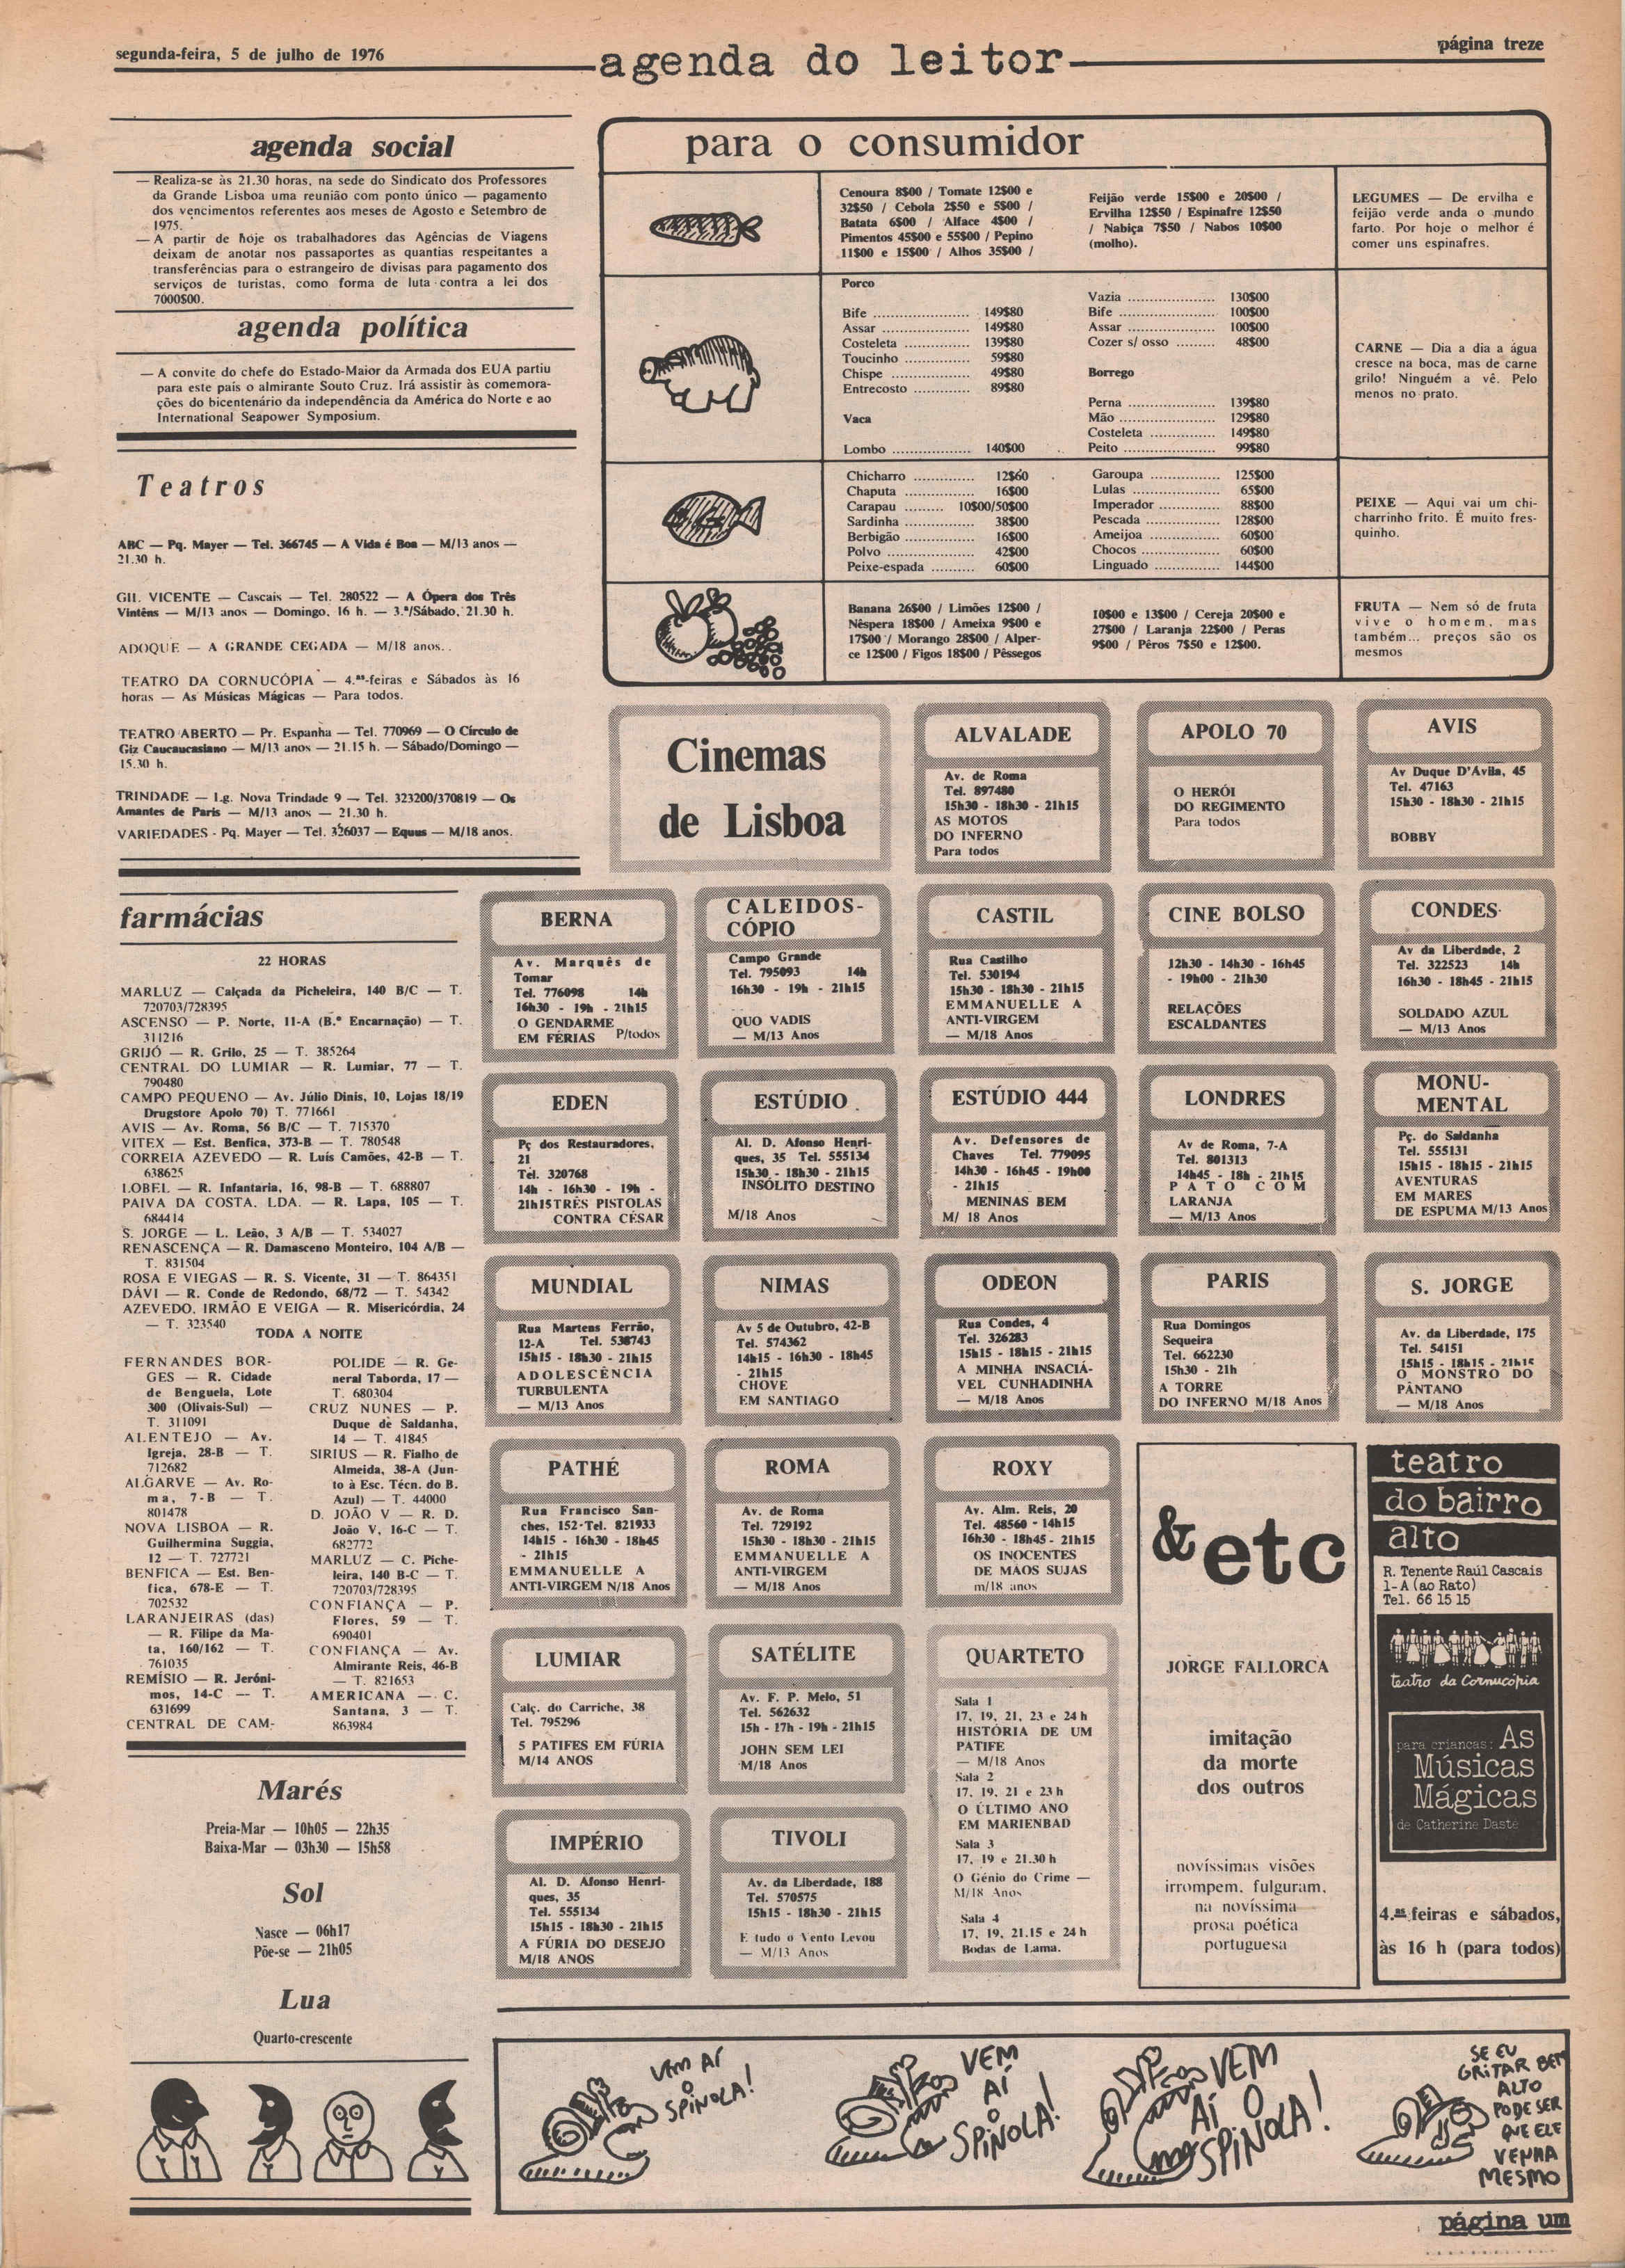 segunda-feira, 5 de julho de 1976
agenda do leitor
página treze
agenda social
— Realiza-se às 21.30 horas, na sede do Sindicato dos Professores
da Grande Lisboa uma reunião com ponto único — pagamento
dos vencimentos referentes aos meses de Agosto e Setembro de
1975.
— A partir de hoje os trabalhadores das Agências de Viagens
deixam de anotar nos passaportes as quantias respeitantes a
transferências para o estrangeiro de divisas para pagamento dos
serviços de turistas, como forma de luta contra a lei dos
7000$00.
agenda política
— A convite do chefe do Estado-Maior da Armada dos EUA partiu
para este país o almirante Souto Cruz. Irá assistir às comemora-
ções do bicentenário da independência da América do Norte e ao
International Seapower Symposium.
Teatros
ABC — Pq. Mayer — Tel. 366745 — A Vida é Boa — M/13 anos —
21.30 h.
GIL VICENTE — Cascais — Tel. 280522 — A Ópera dos Três
Vinténs — M/13 anos — Domingo, 16 h. — 3.ª/Sábado, 21.30 h.
ADOQUE — A GRANDE CEGADA — M/18 anos.
TEATRO DA CORNUCÓPIA — 4.as-feiras e Sábados às 16
horas — As Músicas Mágicas — Para todos.
TEATRO ABERTO — Pr. Espanha — Tel. 770969 — O Círculo de
Giz Caucaucasiano — M/13 anos — 21.15 h. — Sábado/Domingo —
15.30 h.
TRINDADE — Lg. Nova Trindade 9 — Tel. 323200/370819 — Os
Amantes de Paris — M/13 anos — 21.30 h.
VARIEDADES - Pq. Mayer — Tel. 326037 — Equus — M/18 anos.
para o consumidor
Cenoura 8$00 / Tomate 12$00 e
32$50 / Cebola 2$50 e 5$00 /
Batata 6$00 / Alface 4$00 /
Pimentos 45$00 e 55$00 / Pepino
11$00 e 15$00 / Alhos 35$00 /
Feijão verde 15$00 e 20$00 /
Ervilha 12$50 / Espinafre 12$50
/ Nabiça 7$50 / Nabos 10$00
(molho).
LEGUMES — De ervilha e
feijão verde anda o mundo
farto. Por hoje o melhor é
comer uns espinafres.
Porco
Bife ............ 149$80
Assar ............ 149$80
Costeleta ............ 139$80
Toucinho ............ 59$80
Chispe ............ 49$80
Entrecosto ............ 89$80
Vaca
Lombo ............ 140$00
Vazia ............ 130$00
Bife ............ 100$00
Assar ............ 100$00
Cozer s/ osso ......... 48$00
Borrego
Perna ............ 139$80
Mão ............ 129$80
Costeleta ............ 149$80
Peito ............ 99$80
CARNE — Dia a dia a água
cresce na boca, mas de carne
grilo! Ninguém a vê. Pelo
menos no prato.
Chicharro ............ 12$60
Chaputa ............ 16$00
Carapau ......... 10$00/50$00
Sardinha ............ 38$00
Berbigão ............ 16$00
Polvo ............ 42$00
Peixe-espada .......... 60$00
Garoupa ............ 125$00
Lulas ............ 65$00
Imperador ............ 88$00
Pescada ............ 128$00
Ameijoa ............ 60$00
Chocos ............ 60$00
Linguado ............ 144$00
PEIXE — Aqui vai um chi-
charrinho frito. É muito fres-
quinho.
Banana 26$00 / Limões 12$00 /
Nêspera 18$00 / Ameixa 9$00 e
17$00 / Morango 28$00 / Alper-
ce 12$00 / Figos 18$00 / Pêssegos
10$00 e 13$00 / Cereja 20$00 e
27$00 / Laranja 22$00 / Peras
9$00 / Pêros 7$50 e 12$00.
FRUTA — Nem só de fruta
vive o homem, mas
também... preços são os
mesmos
Cinemas
de Lisboa
ALVALADE
Av. de Roma
Tel. 897480
15h30 - 18h30 - 21h15
AS MOTOS
DO INFERNO
Para todos
APOLO 70
O HERÓI
DO REGIMENTO
Para todos
AVIS
Av Duque D'Ávila, 45
Tel. 47163
15h30 - 18h30 - 21h15
BOBBY
farmácias
22 HORAS
MARLUZ — Calçada da Picheleira, 140 B/C — T.
720703/728395
ASCENSO — P. Norte, 11-A (B.º Encarnação) — T.
311216
GRIJÓ — R. Grilo, 25 — T. 385264
CENTRAL DO LUMIAR — R. Lumiar, 77 — T.
790480
CAMPO PEQUENO — Av. Júlio Dinis, 10, Lojas 18/19
Drugstore Apolo 70) T. 771661
AVIS — Av. Roma, 56 B/C — T. 715370
VITEX — Est. Benfica, 373-B — T. 780548
CORREIA AZEVEDO — R. Luís Camões, 42-B — T.
638625
LOBEL — R. Infantaria, 16, 98-B — T. 688807
PAIVA DA COSTA, LDA. — R. Lapa, 105 — T.
684414
S. JORGE — L. Leão, 3 A/B — T. 534027
RENASCENÇA — R. Damasceno Monteiro, 104 A/B —
T. 831504
ROSA E VIEGAS — R. S. Vicente, 31 — T. 864351
DÁVI — R. Conde de Redondo, 68/72 — T. 54342
AZEVEDO, IRMÃO E VEIGA — R. Misericórdia, 24
— T. 323540
TODA A NOITE
FERNANDES BOR-
GES — R. Cidade
de Benguela, Lote
300 (Olivais-Sul) —
T. 311091
ALENTEJO — Av.
Igreja, 28-B — T.
712682
ALGARVE — Av. Ro-
ma, 7-B — T.
801478
NOVA LISBOA — R.
Guilhermina Suggia,
12 — T. 727721
BENFICA — Est. Ben-
fica, 678-E — T.
702532
LARANJEIRAS (das)
— R. Filipe da Ma-
ta, 160/162 — T.
761035
REMÍSIO — R. Jeróni-
mos, 14-C — T.
631699
CENTRAL DE CAM-
POLIDE — R. Ge-
neral Taborda, 17 —
T. 680304
CRUZ NUNES — P.
Duque de Saldanha,
14 — T. 41845
SIRIUS — R. Fialho de
Almeida, 38-A (Jun-
to à Esc. Técn. do B.
Azul) — T. 44000
D. JOÃO V — R. D.
João V, 16-C — T.
682772
MARLUZ — C. Piche-
leira, 140 B-C — T.
720703/728395
CONFIANÇA — P.
Flores, 59 — T.
690401
CONFIANÇA — Av.
Almirante Reis, 46-B
— T. 821653
AMERICANA — C.
Santana, 3 — T.
863984
BERNA
Av. Marquês de
Tomar
Tel. 776098 14h
16h30 - 19h - 21h15
O GENDARME
EM FÉRIAS P/todos
CALEIDOS-
CÓPIO
Campo Grande
Tel. 795093 14h
16h30 - 19h - 21h15
QUO VADIS
— M/13 Anos
CASTIL
Rua Castilho
Tel. 530194
15h30 - 18h30 - 21h15
EMMANUELLE A
ANTI-VIRGEM
— M/18 Anos
CINE BOLSO
12h30 - 14h30 - 16h45
- 19h00 - 21h30
RELAÇÕES
ESCALDANTES
CONDES
Av da Liberdade, 2
Tel. 322523 14h
16h30 - 18h45 - 21h15
SOLDADO AZUL
— M/13 Anos
EDEN
Pç dos Restauradores,
21
Tel. 320768
14h - 16h30 - 19h -
21h15 TRÊS PISTOLAS
CONTRA CÉSAR
ESTÚDIO
Al. D. Afonso Henri-
ques, 35 Tel. 555134
15h30 - 18h30 - 21h15
INSÓLITO DESTINO
M/18 Anos
ESTÚDIO 444
Av. Defensores de
Chaves Tel. 779095
14h30 - 16h45 - 19h00
- 21h15
MENINAS BEM
M/ 18 Anos
LONDRES
Av de Roma, 7-A
Tel. 801313
14h45 - 18h - 21h15
PATO COM
LARANJA
— M/13 Anos
MONU-
MENTAL
Pç. do Saldanha
Tel. 555131
15h15 - 18h15 - 21h15
AVENTURAS
EM MARES
DE ESPUMA M/13 Anos
MUNDIAL
Rua Martens Ferrão,
12-A Tel. 538743
15h15 - 18h30 - 21h15
ADOLESCÊNCIA
TURBULENTA
— M/13 Anos
NIMAS
Av 5 de Outubro, 42-B
Tel. 574362
14h15 - 16h30 - 18h45
- 21h15
CHOVE
EM SANTIAGO
ODEON
Rua Condes, 4
Tel. 326283
15h15 - 18h15 - 21h15
A MINHA INSACIÁ-
VEL CUNHADINHA
— M/18 Anos
PARIS
Rua Domingos
Sequeira
Tel. 662230
15h30 - 21h
A TORRE
DO INFERNO M/18 Anos
S. JORGE
Av. da Liberdade, 175
Tel. 54151
15h15 - 18h15 - 21h15
O MONSTRO DO
PÂNTANO
— M/18 Anos
PATHÉ
Rua Francisco San-
ches, 152-Tel. 821933
14h15 - 16h30 - 18h45
- 21h15
EMMANUELLE A
ANTI-VIRGEM N/18 Anos
ROMA
Av. de Roma
Tel. 729192
15h30 - 18h30 - 21h15
EMMANUELLE A
ANTI-VIRGEM
— M/18 Anos
ROXY
Av. Alm. Reis, 20
Tel. 48560 - 14h15
16h30 - 18h45 - 21h15
OS INOCENTES
DE MÃOS SUJAS
m/18 anos
LUMIAR
Calç. do Carriche, 38
Tel. 795296
5 PATIFES EM FÚRIA
M/14 ANOS
SATÉLITE
Av. F. P. Melo, 51
Tel. 562632
15h - 17h - 19h - 21h15
JOHN SEM LEI
M/18 Anos
QUARTETO
Sala 1
17, 19, 21, 23 e 24 h
HISTÓRIA DE UM
PATIFE
— M/18 Anos
Sala 2
17, 19, 21 e 23 h
O ÚLTIMO ANO
EM MARIENBAD
Sala 3
17, 19 e 21.30 h
O Génio do Crime —
M/18 Anos
Sala 4
17, 19, 21.15 e 24 h
Bodas de Lama.
IMPÉRIO
Al. D. Afonso Henri-
ques, 35
Tel. 555134
15h15 - 18h30 - 21h15
A FÚRIA DO DESEJO
M/18 ANOS
TIVOLI
Av. da Liberdade, 188
Tel. 570575
15h15 - 18h30 - 21h15
E tudo o Vento Levou
— M/13 Anos
&etc
JORGE FALLORCA
imitação
da morte
dos outros
novíssimas visões
irrompem, fulguram,
na novíssima
prosa poética
portuguesa
teatro
do bairro
alto
R. Tenente Raúl Cascais
1-A (ao Rato)
Tel. 66 15 15
teatro da Cornucópia
para crianças: As
Músicas
Mágicas
de Catherine Dasté
4.as feiras e sábados,
às 16 h (para todos)
Marés
Preia-Mar — 10h05 — 22h35
Baixa-Mar — 03h30 — 15h58
Sol
Nasce — 06h17
Põe-se — 21h05
Lua
Quarto-crescente
VEM AÍ
O
SPÍNOLA!
VEM
AÍ
O
SPÍNOLA!
VEM
AÍ O
SPÍNOLA!
SE EU
GRITAR BEM
ALTO
PODE SER
QUE ELE
VENHA
MESMO
página um